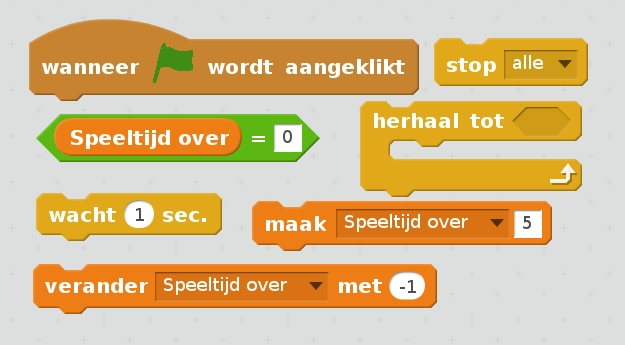 wanneer wordt aangeklikt
stop alle
Speeltijd over = 0
herhaal tot
wacht 1 sec.
maak Speeltijd over 5
verander Speeltijd over met -1